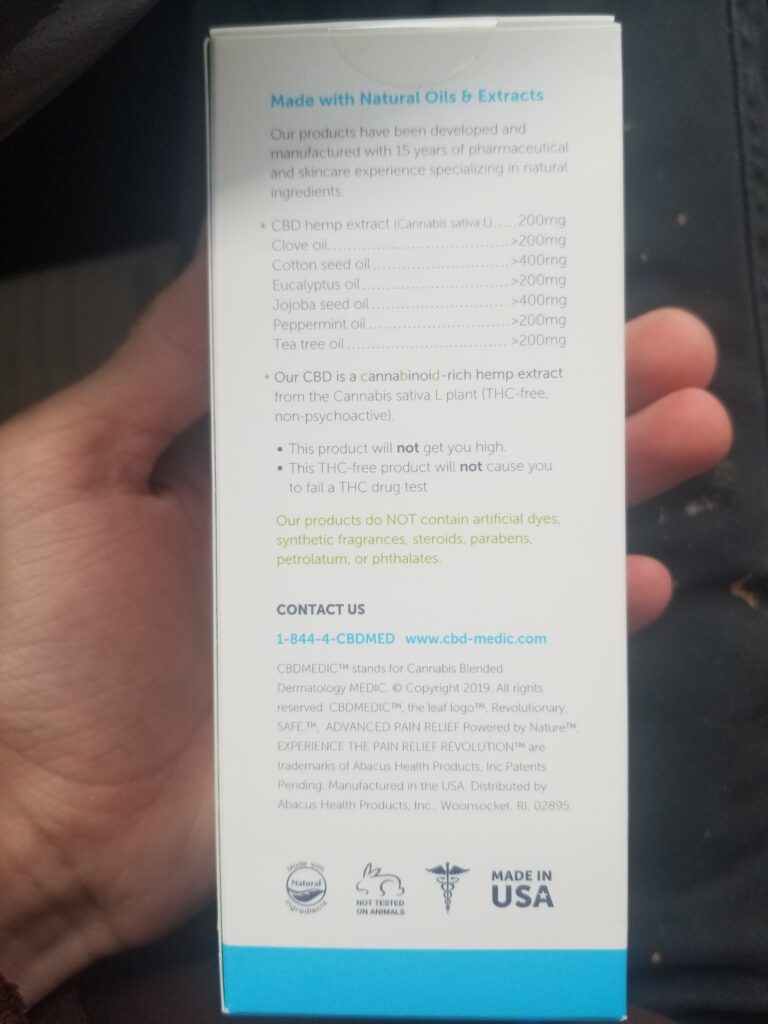 Made with Natural Oils & Extracts
Our products have been developed and
manufactured with 15 years of pharmaceutical
and skincare experience specializing in natural
ingredients.
* CBD hemp extract (Cannabis sativa L).....200mg
Clove oil....................................>200mg
Cotton seed oil...........................>400mg
Eucalyptus oil.............................>200mg
Jojoba seed oil...........................>400mg
Peppermint oil............................>200mg
Tea tree oil................................>200mg
* Our CBD is a cannabinoid-rich hemp extract
from the Cannabis sativa L plant (THC-free,
non-psychoactive).
• This product will not get you high.
• This THC-free product will not cause you
to fail a THC drug test
Our products do NOT contain artificial dyes,
synthetic fragrances, steroids, parabens,
petrolatum, or phthalates.
CONTACT US
1-844-4-CBDMED www.cbd-medic.com
CBDMEDIC™ stands for Cannabis Blended
Dermatology MEDIC. © Copyright 2019. All rights
reserved. CBDMEDIC™, the leaf logo™, Revolutionary.
SAFE.™, ADVANCED PAIN RELIEF Powered by Nature™,
EXPERIENCE THE PAIN RELIEF REVOLUTION™ are
trademarks of Abacus Health Products, Inc.Patents
Pending. Manufactured in the USA. Distributed by
Abacus Health Products, Inc., Woonsocket, RI, 02895.
Made with
Natural
Ingredients
NOT TESTED
ON ANIMALS
MADE IN
USA